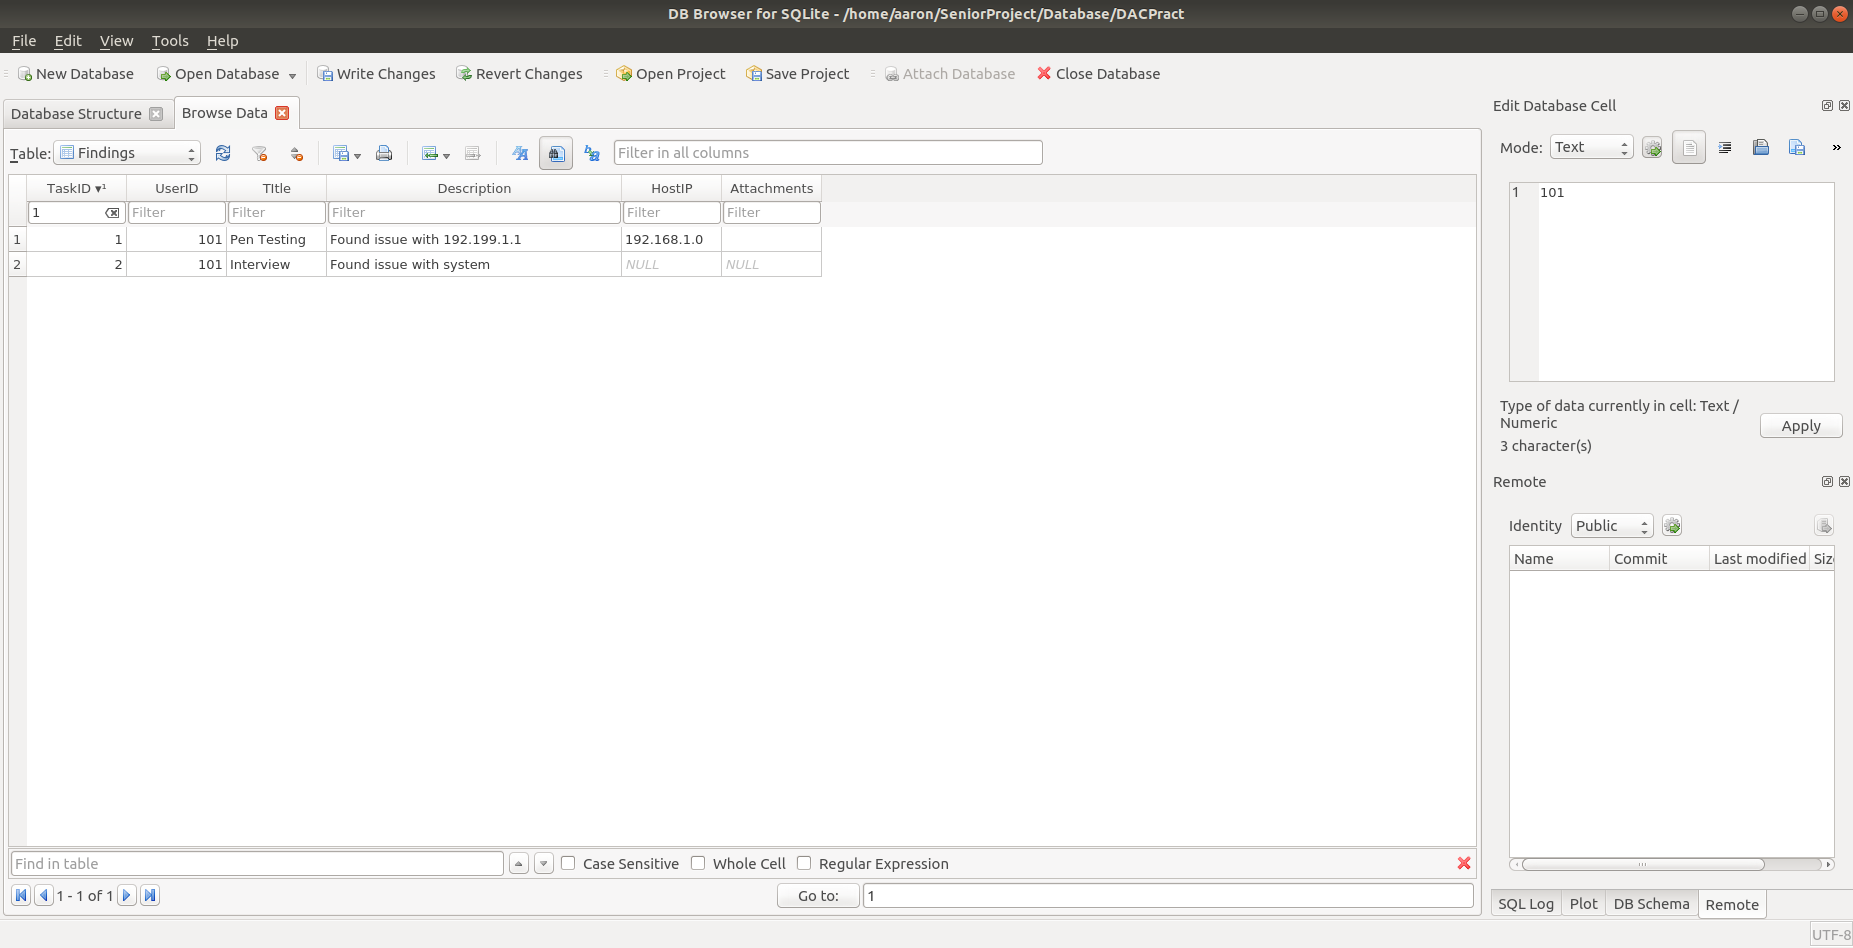 DB Browser for SQLite - /home/aaron/SeniorProject/Database/DACPract
File Edit View Tools Help
New Database Open Database Write Changes Revert Changes Open Project Save Project Attach Database Close Database
Database Structure Browse Data
Table: Findings Filter in all columns
TaskID UserID TItle Description HostIP Attachments
1 Filter Filter Filter Filter Filter
1 1 101 Pen Testing Found issue with 192.199.1.1 192.168.1.0
2 2 101 Interview Found issue with system NULL NULL
Find in table Case Sensitive Whole Cell Regular Expression
1 - 1 of 1 Go to: 1
Edit Database Cell
Mode: Text »
1 101
Type of data currently in cell: Text /
Numeric
Apply
3 character(s)
Remote
Identity Public
Name Commit Last modified Siz
SQL Log Plot DB Schema Remote
UTF-8